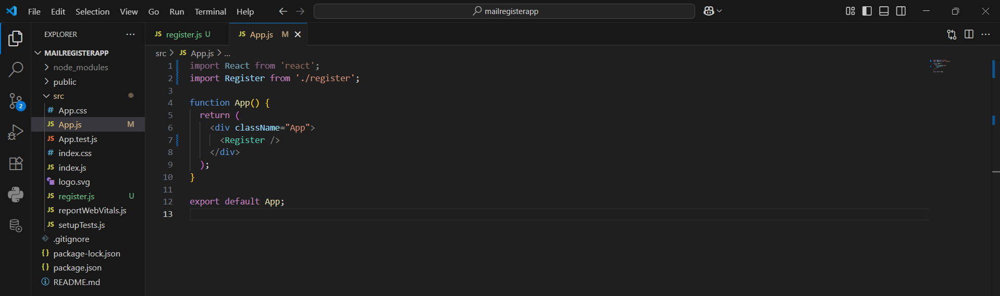 File Edit Selection View Go Run Terminal Help
mailregisterapp
EXPLORER
MAILREGISTERAPP
node_modules
public
src
App.css
App.js M
App.test.js
index.css
index.js
logo.svg
register.js U
reportWebVitals.js
setupTests.js
.gitignore
package-lock.json
package.json
README.md
2
JS register.js U
JS App.js M
src > JS App.js > ...
1 import React from 'react';
2 import Register from './register';
3
4 function App() {
5 return (
6 <div className="App">
7 <Register />
8 </div>
9 );
10 }
11
12 export default App;
13